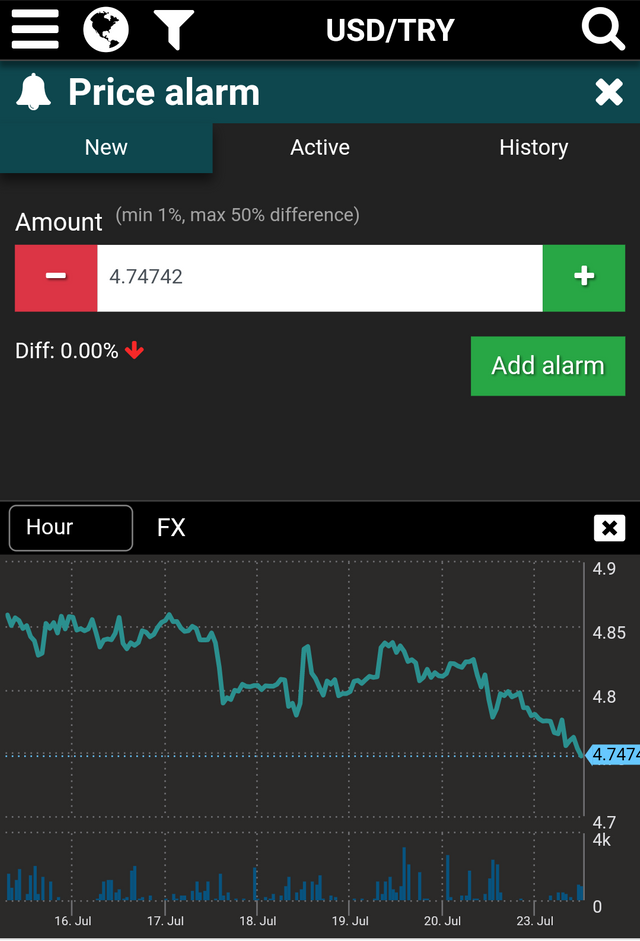 USD/TRY
Price alarm
New Active History
Amount (min 1%, max 50% difference)
4.74742
Diff: 0.00%
Add alarm
Hour FX
4.9
4.85
4.8
4.7474
4.7
4k
0
16. Jul 17. Jul 18. Jul 19. Jul 20. Jul 23. Jul